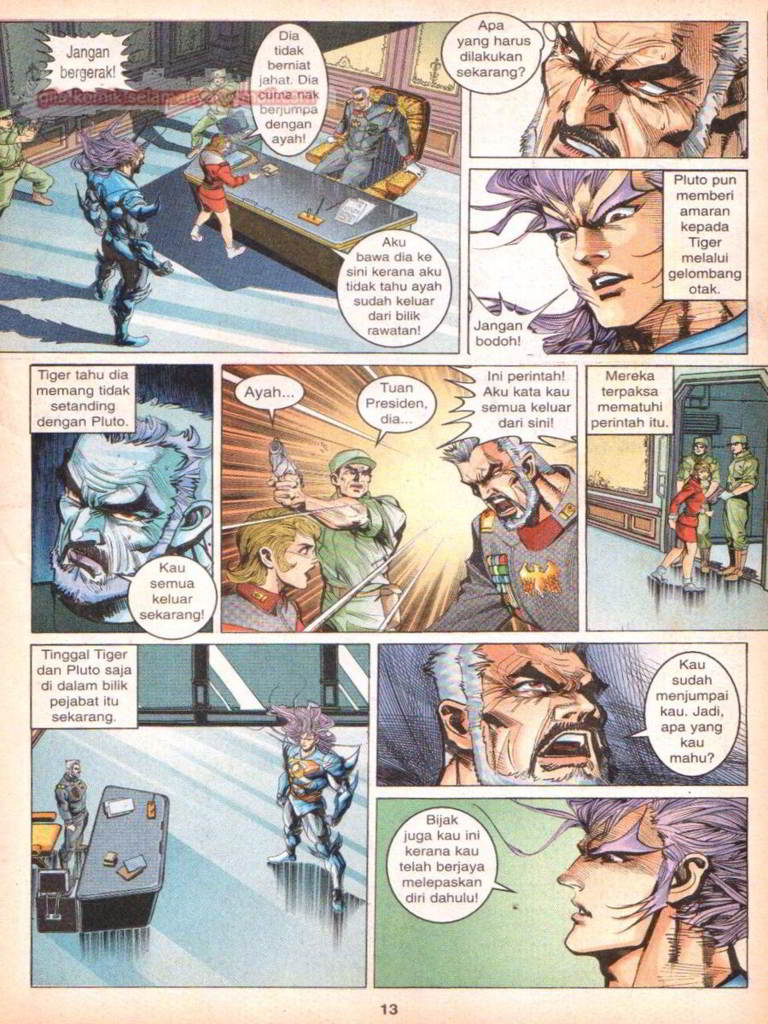 Jangan
bergerak!
Dia
tidak
berniat
jahat. Dia
cuma nak
berjumpa
dengan
ayah!
Aku
bawa dia ke
sini kerana aku
tidak tahu ayah
sudah keluar
dari bilik
rawatan!
Apa
yang harus
dilakukan
sekarang?
Pluto pun
memberi
amaran
kepada
Tiger
melalui
gelombang
otak.
Jangan
bodoh!
Tiger tahu dia
memang tidak
setanding
dengan Pluto.
Kau
semua
keluar
sekarang!
Ayah...
Tuan
Presiden,
dia...
Ini perintah!
Aku kata kau
semua keluar
dari sini!
Mereka
terpaksa
mematuhi
perintah itu.
Tinggal Tiger
dan Pluto saja
di dalam bilik
pejabat itu
sekarang.
Kau
sudah
menjumpai
kau. Jadi,
apa yang
kau
mahu?
Bijak
juga kau ini
kerana kau
telah berjaya
melepaskan
diri dahulu!
13